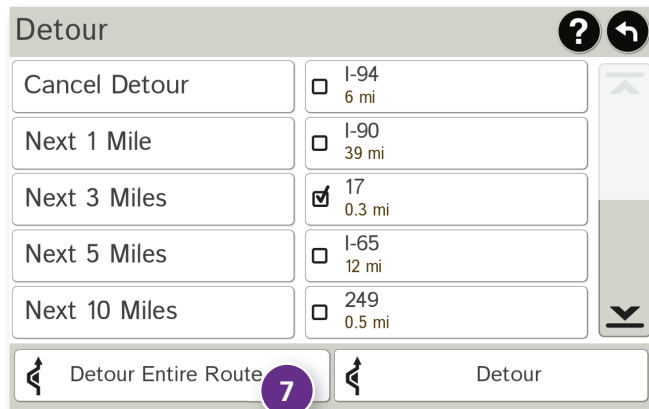 Detour ?
Cancel Detour
Next 1 Mile
Next 3 Miles
Next 5 Miles
Next 10 Miles
I-94
6 mi
I-90
39 mi
17
0.3 mi
I-65
12 mi
249
0.5 mi
Detour Entire Route
7
Detour